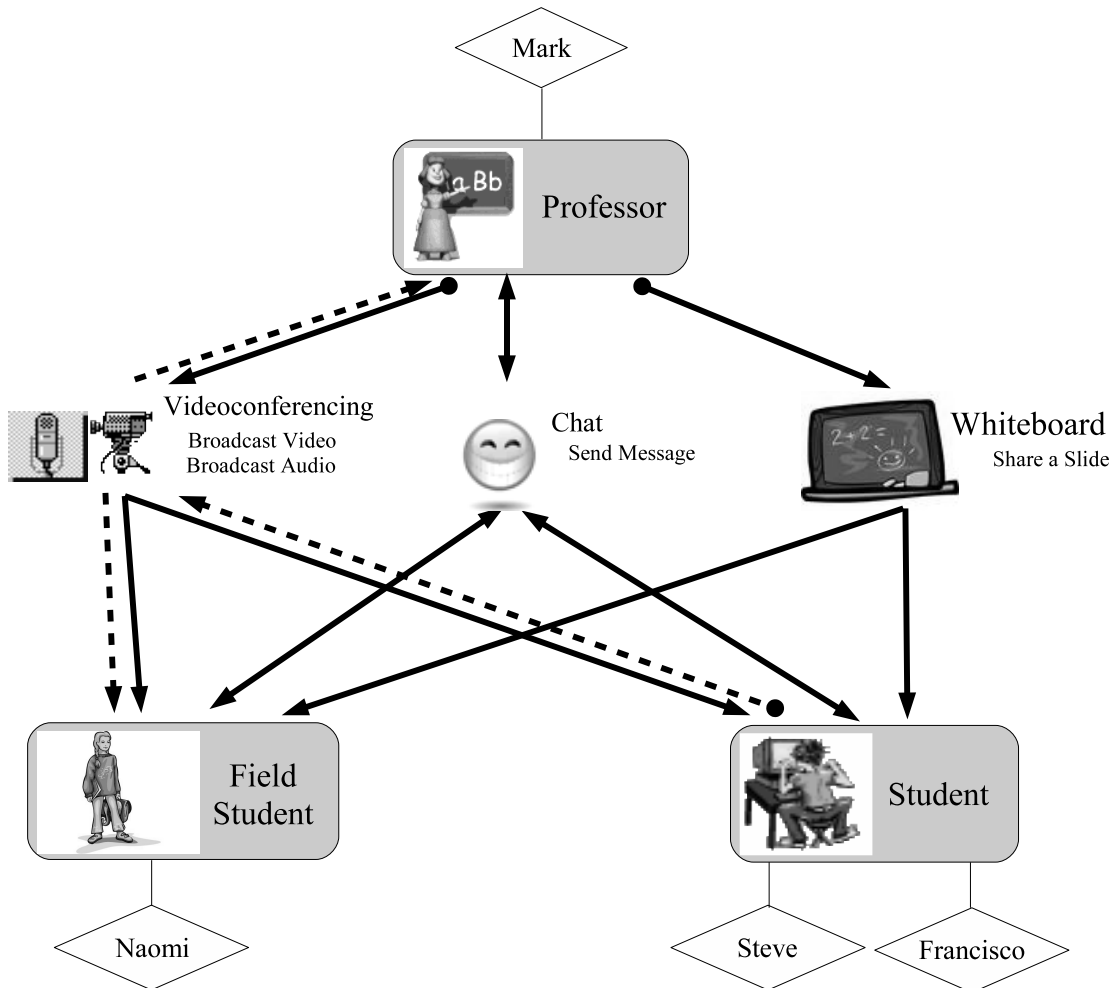 Mark
a Bb
Professor
Videoconferencing
Broadcast Video
Broadcast Audio
Chat
Send Message
2+2=
Whiteboard
Share a Slide
Field
Student
Student
Naomi
Steve
Francisco